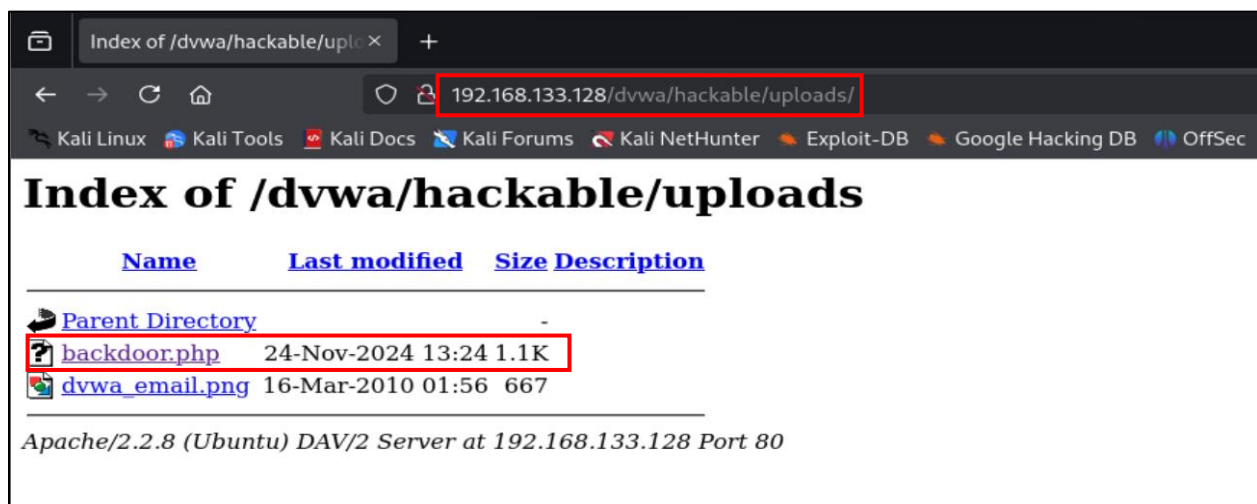 Index of /dvwa/hackable/uplo
192.168.133.128/dvwa/hackable/uploads/
Kali Linux Kali Tools Kali Docs Kali Forums Kali NetHunter Exploit-DB Google Hacking DB OffSec
Index of /dvwa/hackable/uploads
Name Last modified Size Description
Parent Directory -
backdoor.php 24-Nov-2024 13:24 1.1K
dvwa_email.png 16-Mar-2010 01:56 667
Apache/2.2.8 (Ubuntu) DAV/2 Server at 192.168.133.128 Port 80